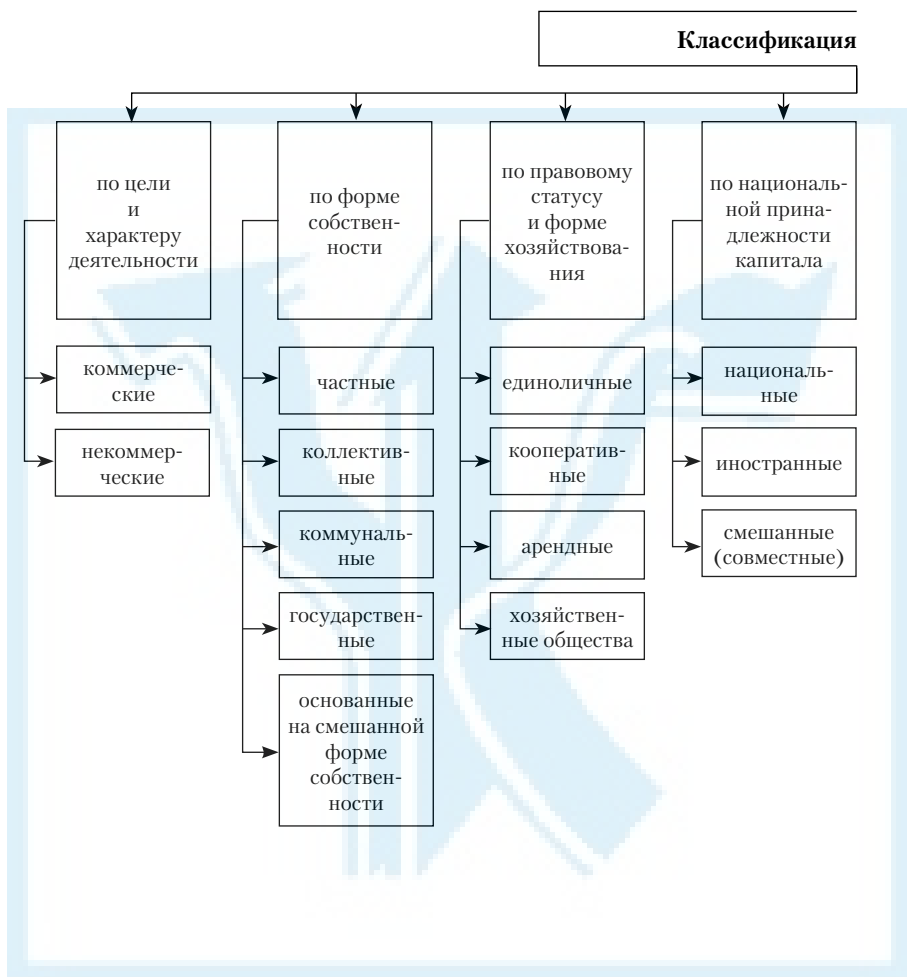 Классификация
по цели
и
характеру
деятельности
коммерче-
ские
некоммер-
ческие
по форме
собствен-
ности
частные
коллектив-
ные
коммуналь-
ные
государствен-
ные
основанные
на смешанной
форме
собствен-
ности
по правовому
статусу
и форме
хозяйствова-
ния
единоличные
кооператив-
ные
арендные
хозяйствен-
ные общества
по националь-
ной прина-
длежности
капитала
националь-
ные
иностранные
смешанные
(совместные)